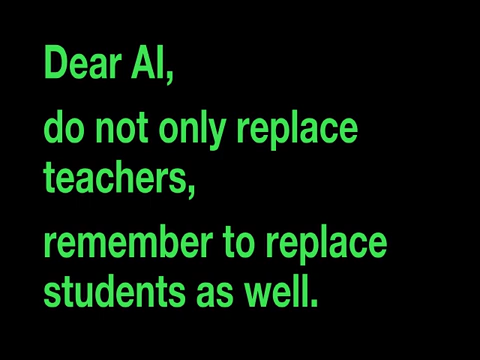 Dear AI,
do not only replace
teachers,
remember to replace
students as well.